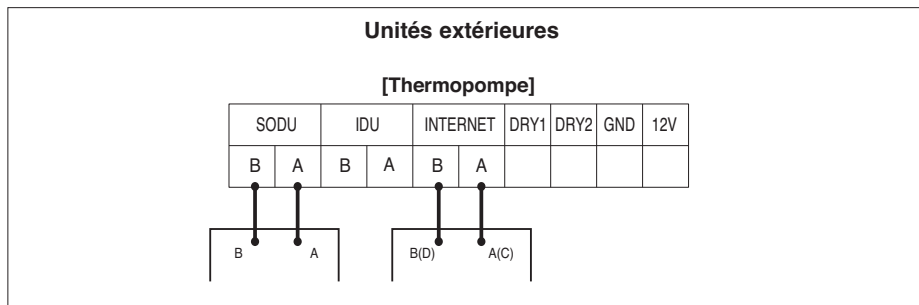 Unités extérieures
[Thermopompe]
SODU IDU INTERNET DRY1 DRY2 GND 12V
B A B A B A
B A B(D) A(C)